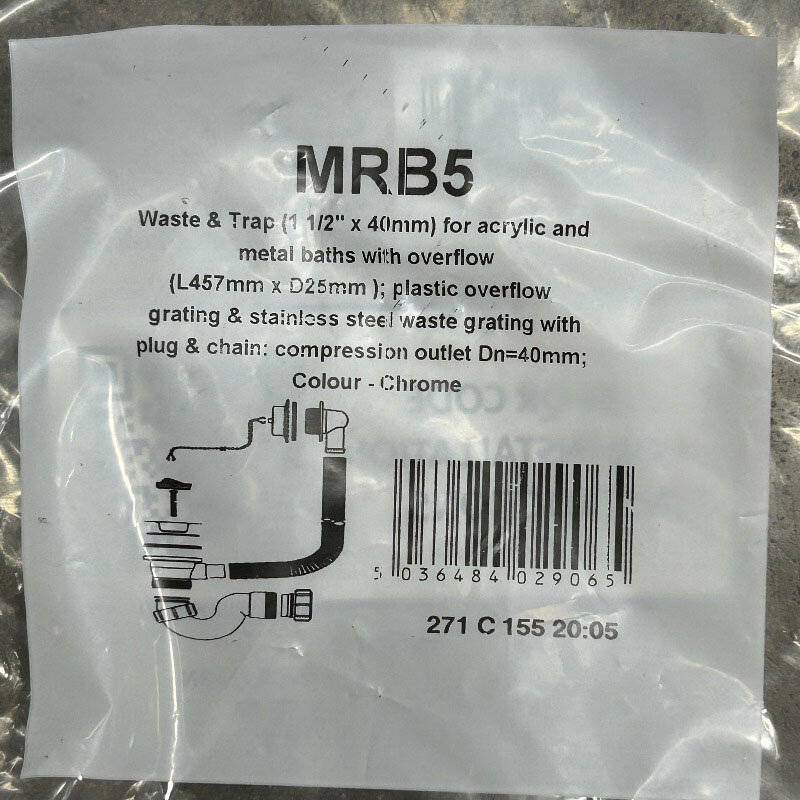 MRB5
Waste & Trap (1 1/2" x 40mm) for acrylic and
metal baths with overflow
(L457mm x D25mm ); plastic overflow
grating & stainless steel waste grating with
plug & chain: compression outlet Dn=40mm;
Colour - Chrome
5 036484 029065
271 C 155 20:05